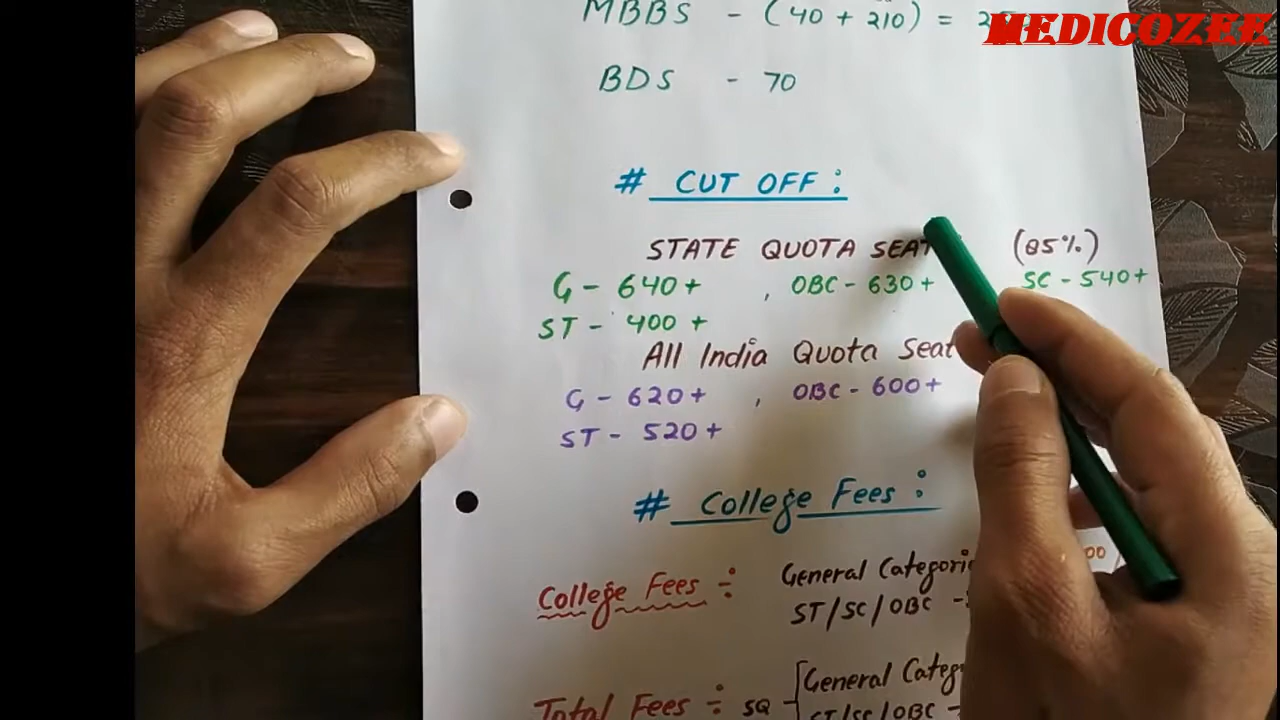 MBBS - (40 + 210) =
MEDICOZEE
BDS - 70
# CUT OFF :
STATE QUOTA SEAT (85%)
G - 640+ , OBC - 630+ SC - 540+
ST - 400 +
All India Quota Seat
G - 620+ , OBC - 600+
ST - 520 +
# College Fees :
College Fees ÷ General
ST/SC/OBC -
Total Fees ÷ SQ - General
ST/SC/OBC -